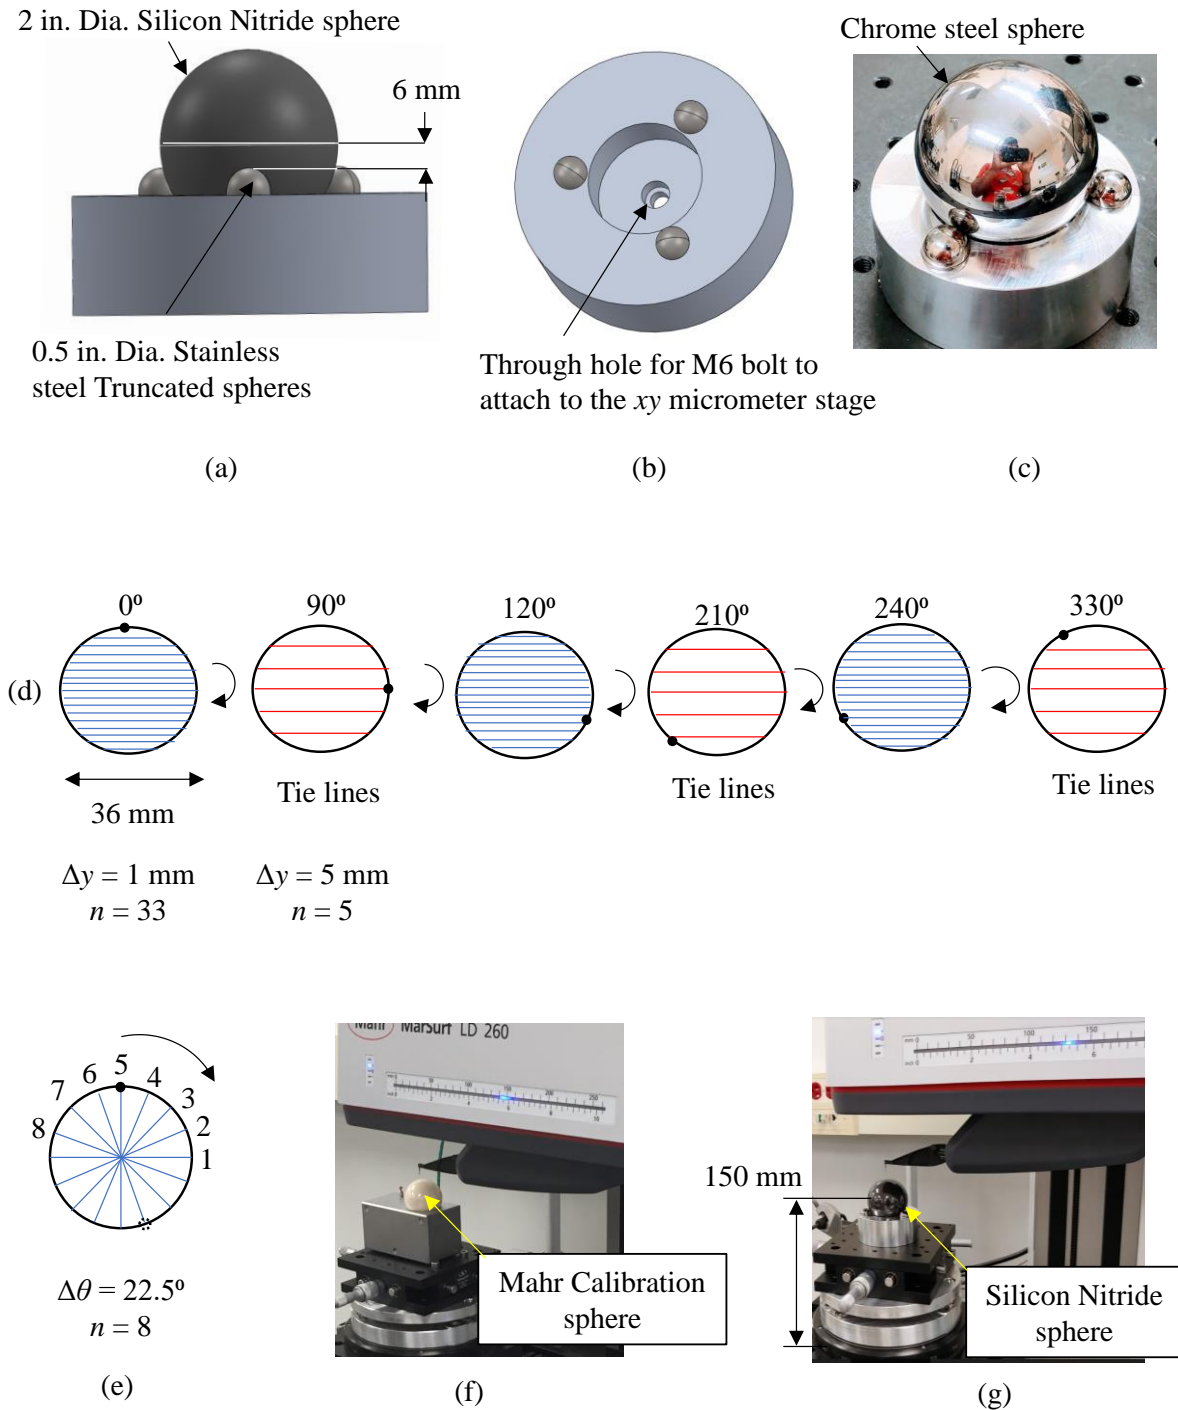 2 in. Dia. Silicon Nitride sphere
6 mm
0.5 in. Dia. Stainless
steel Truncated spheres
(a)
Through hole for M6 bolt to
attach to the xy micrometer stage
(b)
Chrome steel sphere
(c)
(d)
0º
90º
120º
210º
240º
330º
36 mm
Tie lines
Tie lines
Tie lines
Δy = 1 mm
n = 33
Δy = 5 mm
n = 5
8 7 6 5 4 3 2 1
Δθ = 22.5º
n = 8
(e)
Mahr MarSurf LD 260
Mahr Calibration
sphere
(f)
150 mm
Silicon Nitride
sphere
(g)